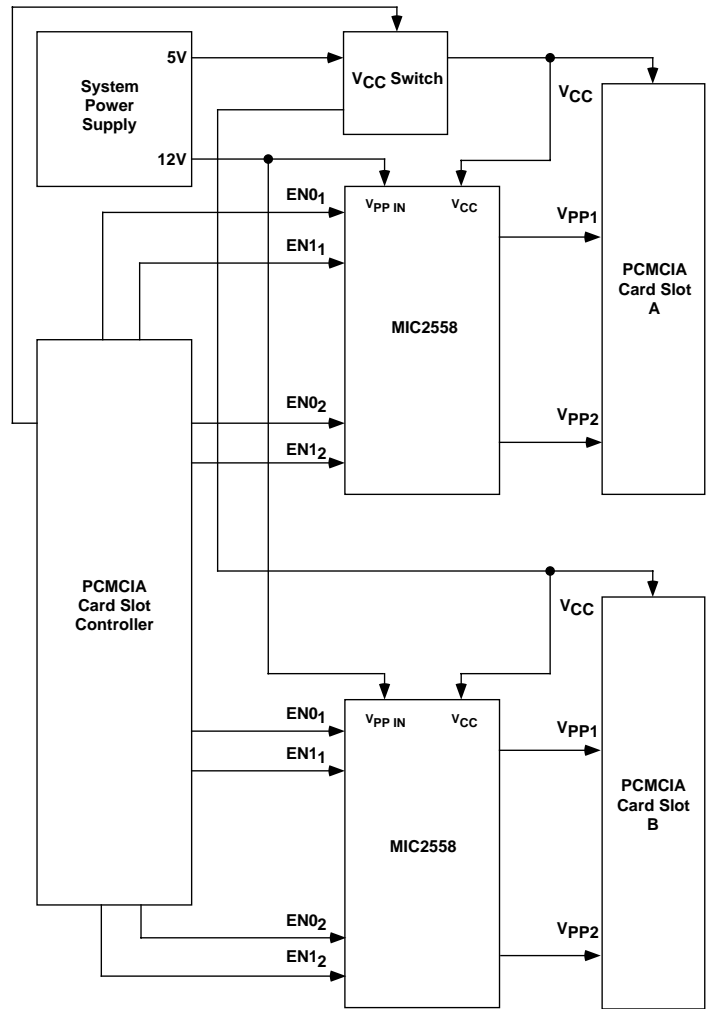 5V
System
Power
Supply
12V
VCC Switch
VCC
EN01
EN11
VPP IN
VCC
VPP1
PCMCIA
Card Slot
A
MIC2558
EN02
EN12
VPP2
PCMCIA
Card Slot
Controller
VCC
EN01
EN11
VPP IN
VCC
VPP1
PCMCIA
Card Slot
B
MIC2558
EN02
EN12
VPP2